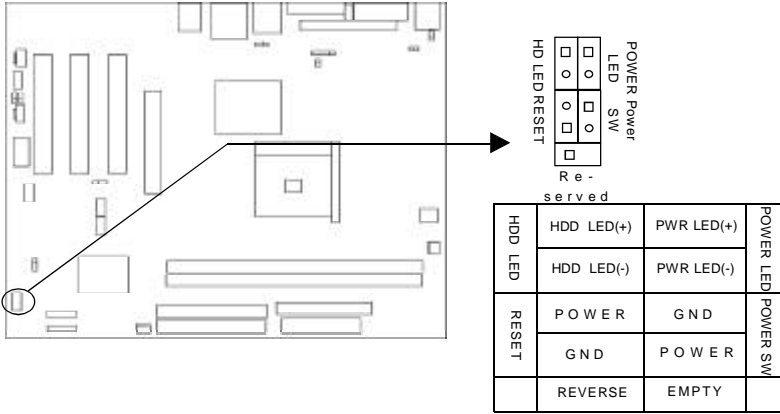 HD LED RESET
POWER Power
LED SW
Re-
served
HDD LED
HDD LED(+) PWR LED(+)
POWER LED
HDD LED(-) PWR LED(-)
RESET
POWER GND
POWER SW
GND POWER
REVERSE EMPTY